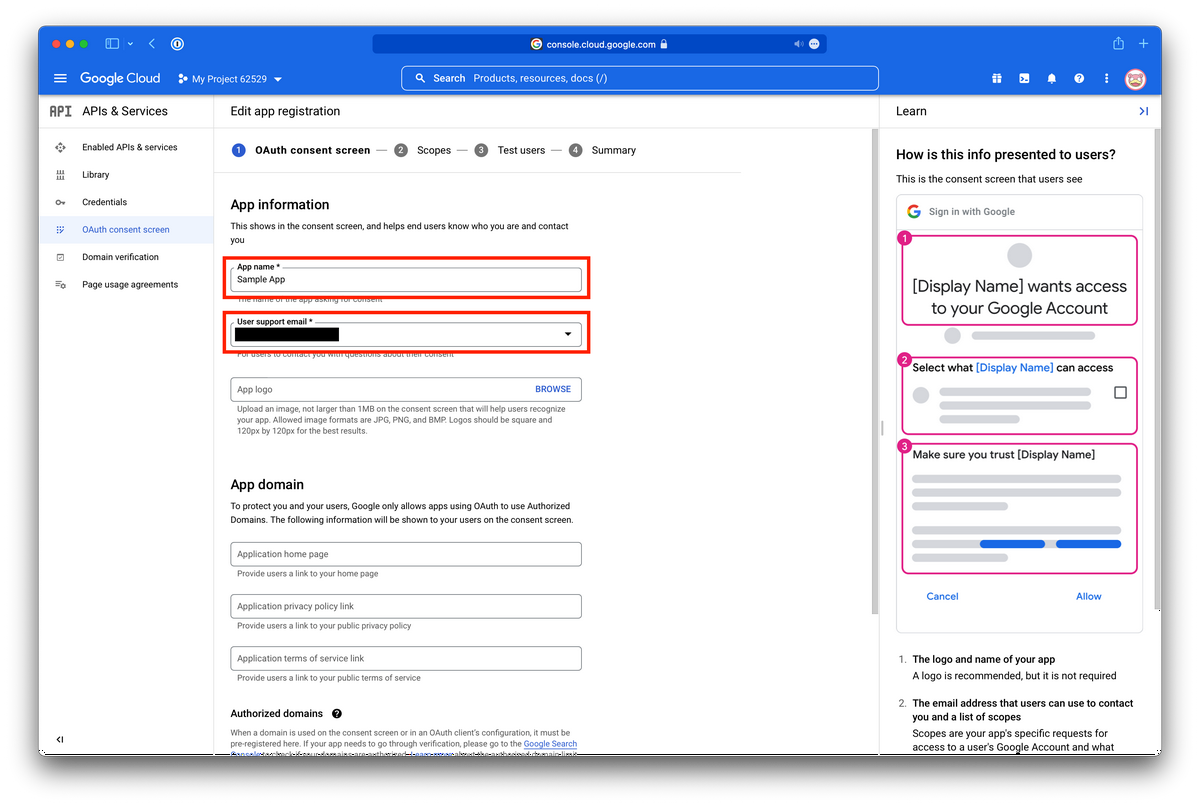 console.cloud.google.com
Google Cloud
My Project 62529
Search Products, resources, docs (/)
API APIs & Services
Enabled APIs & services
Library
Credentials
OAuth consent screen
Domain verification
Page usage agreements
Edit app registration
1 OAuth consent screen — 2 Scopes — 3 Test users — 4 Summary
App information
This shows in the consent screen, and helps end users know who you are and contact
you
App name *
Sample App
The name of the app asking for consent
User support email *
For users to contact you with questions about their consent
App logo BROWSE
Upload an image, not larger than 1MB on the consent screen that will help users recognize
your app. Allowed image formats are JPG, PNG, and BMP. Logos should be square and
120px by 120px for the best results.
App domain
To protect you and your users, Google only allows apps using OAuth to use Authorized
Domains. The following information will be shown to your users on the consent screen.
Application home page
Provide users a link to your home page
Application privacy policy link
Provide users a link to your public privacy policy
Application terms of service link
Provide users a link to your public terms of service
Authorized domains
When a domain is used on the consent screen or in an OAuth client's configuration, it must be
pre-registered here. If your app needs to go through verification, please go to the Google Search
Console to check if your domains are authorized. Learn more about the authorized domain limit.
Learn
How is this info presented to users?
This is the consent screen that users see
Sign in with Google
1
[Display Name] wants access
to your Google Account
2
Select what [Display Name] can access
3
Make sure you trust [Display Name]
Cancel Allow
1. The logo and name of your app
A logo is recommended, but it is not required
2. The email address that users can use to contact
you and a list of scopes
Scopes are your app's specific requests for
access to a user's Google Account and what